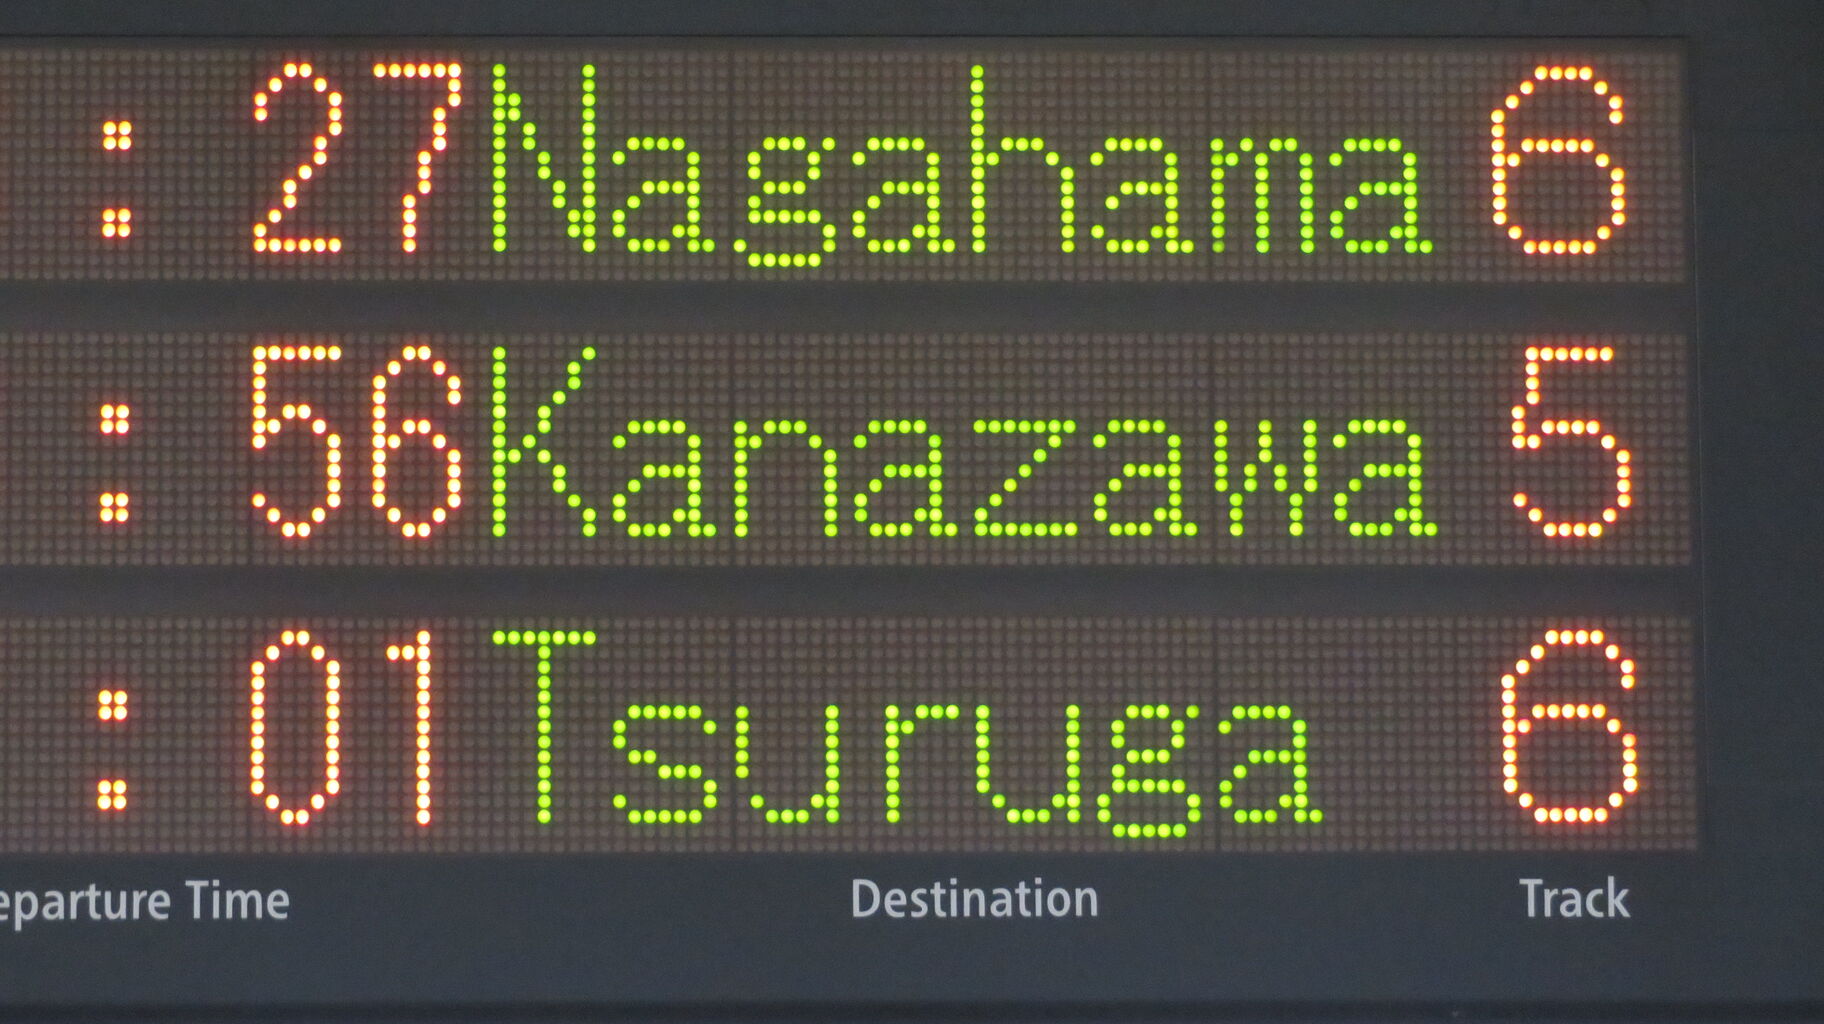 : 27 Nagahama 6
: 56 Kanazawa 5
: 01 Tsuruga 6
eparture Time Destination Track